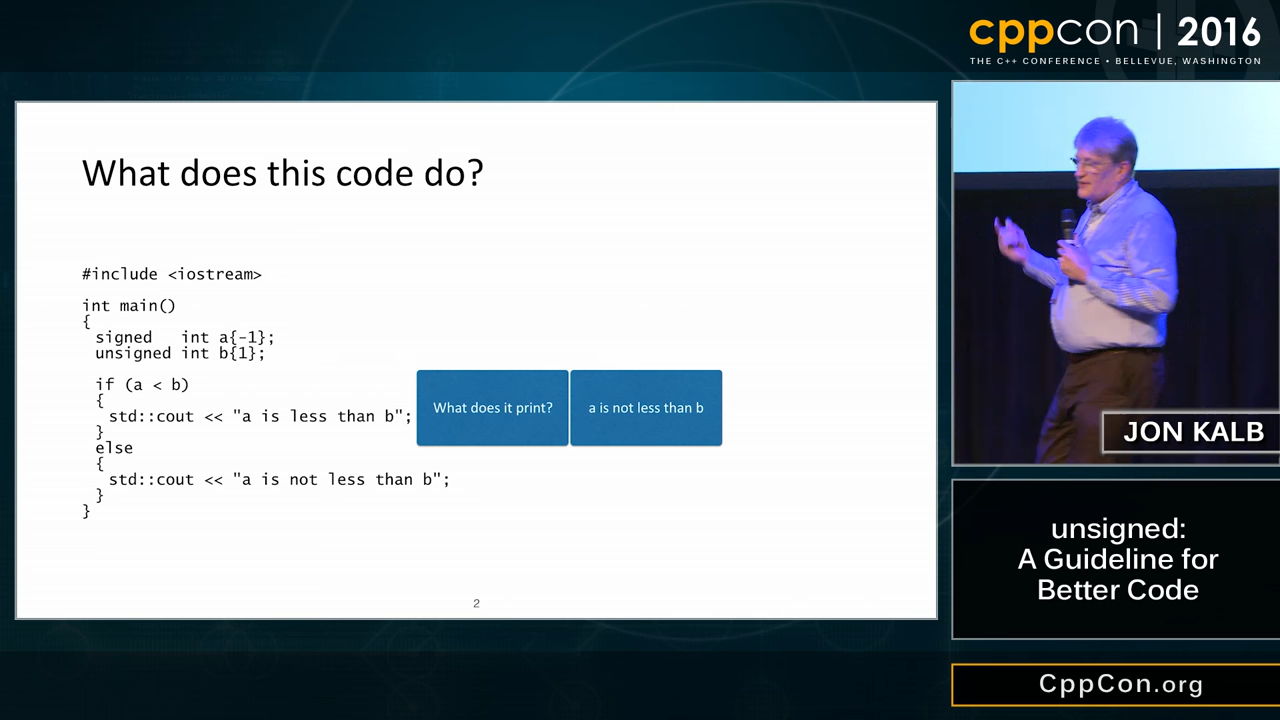 cppcon | 2016
THE C++ CONFERENCE • BELLEVUE, WASHINGTON
What does this code do?
#include <iostream>
int main()
{
  signed   int a{-1};
  unsigned int b{1};
  if (a < b)
  {
    std::cout << "a is less than b";
  }
  else
  {
    std::cout << "a is not less than b";
  }
}
What does it print?
a is not less than b
2
JON KALB
unsigned:
A Guideline for
Better Code
CppCon.org